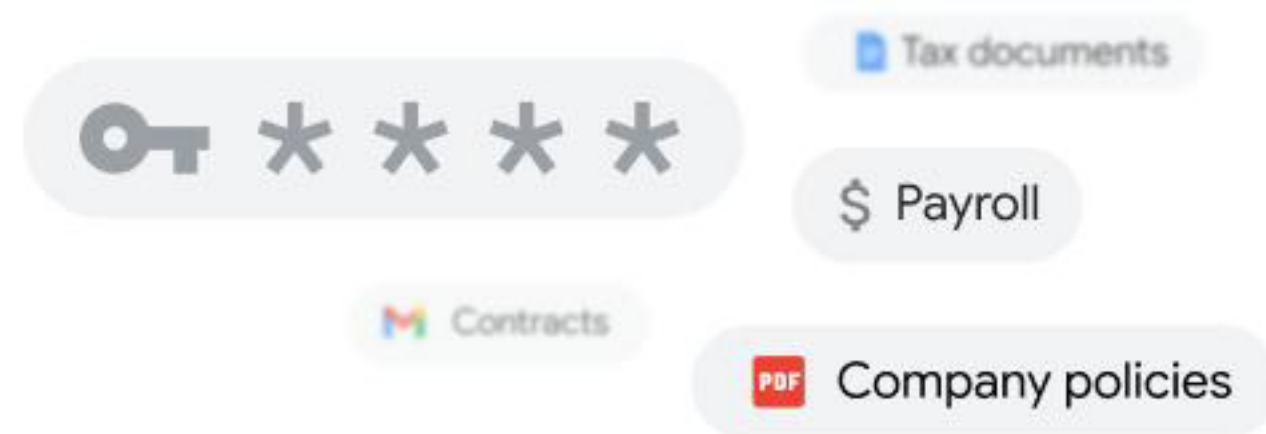 Tax documents
* * * *
$ Payroll
Contracts
PDF Company policies